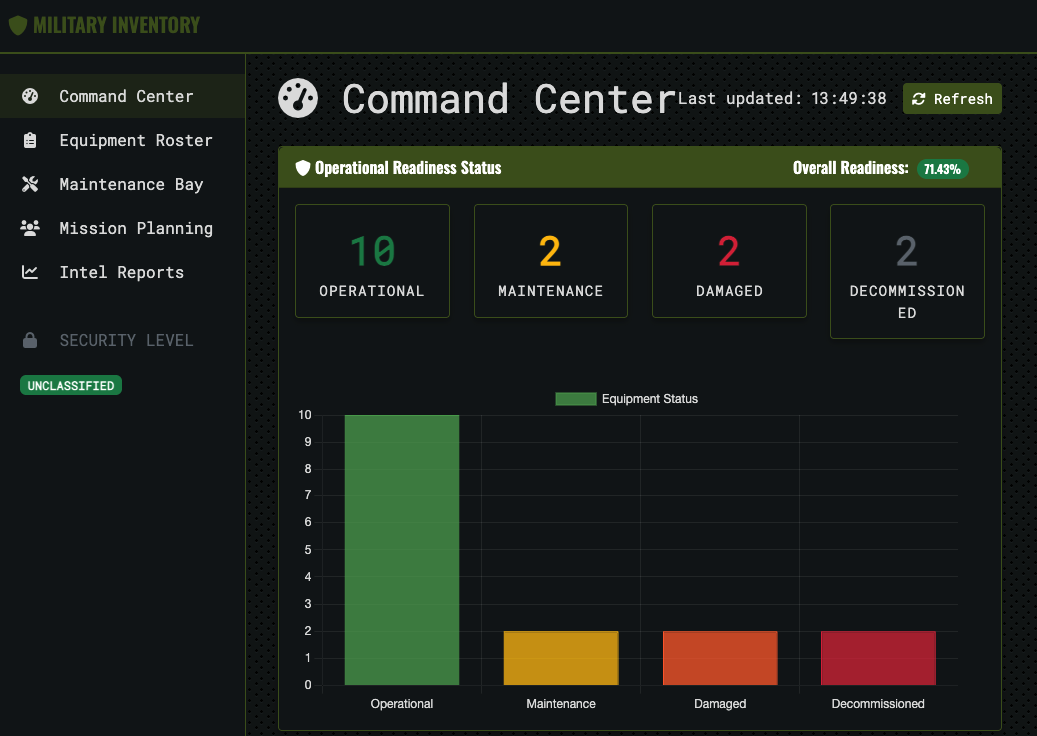 MILITARY INVENTORY
Command Center
Equipment Roster
Maintenance Bay
Mission Planning
Intel Reports
SECURITY LEVEL
UNCLASSIFIED
Command Center
Last updated: 13:49:38
Refresh
Operational Readiness Status
Overall Readiness: 71.43%
10
OPERATIONAL
2
MAINTENANCE
2
DAMAGED
2
DECOMMISSION
ED
Equipment Status
10
9
8
7
6
5
4
3
2
1
0
Operational
Maintenance
Damaged
Decommissioned